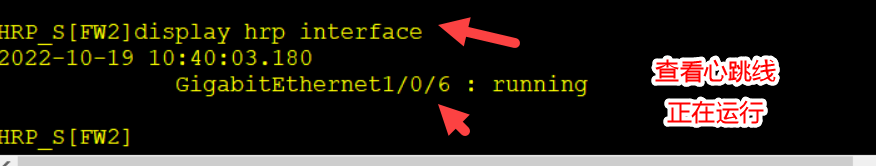 HRP_S[FW2]display hrp interface
2022-10-19 10:40:03.180
GigabitEthernet1/0/6 : running
查看心跳线
正在运行
HRP_S[FW2]